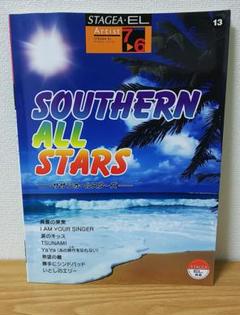 STAGEA・EL
Artist
7▶6
13
SOUTHERN
ALL
STARS
サザンオールスターズ
真夏の果実
I AM YOUR SINGER
夏のキッス
TSUNAMI
YaYa (あの時代を忘れない)
希望の轍
勝手にシンドバッド
いとしのエリー
STAGEA